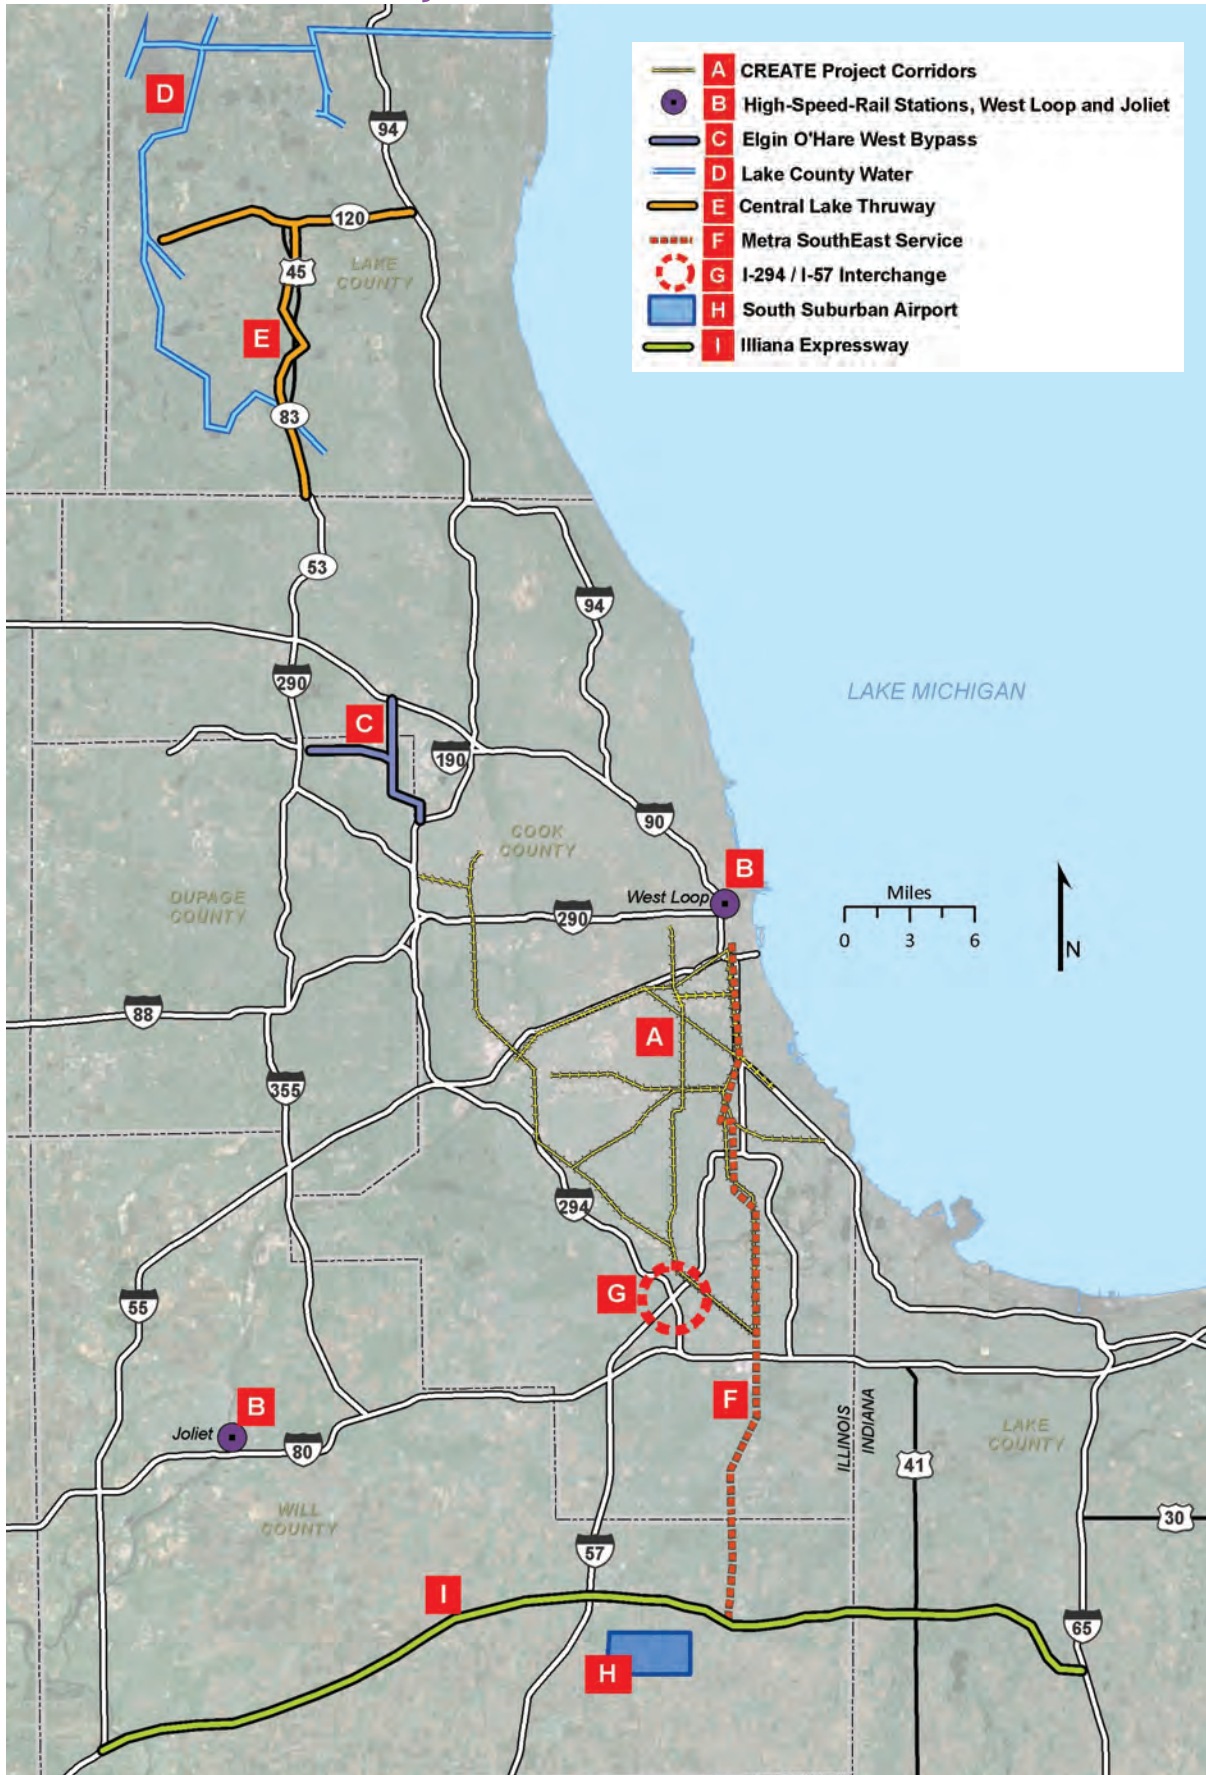 A CREATE Project Corridors
B High-Speed-Rail Stations, West Loop and Joliet
C Elgin O'Hare West Bypass
D Lake County Water
E Central Lake Thruway
F Metra SouthEast Service
G I-294 / I-57 Interchange
H South Suburban Airport
I Illiana Expressway
D
94
120
45
LAKE
COUNTY
E
83
53
94
290
LAKE MICHIGAN
C
190
90
COOK
COUNTY
B
DUPAGE
COUNTY
West Loop
290
Miles
0 3 6
N
88
A
355
294
G
55
F
B
Joliet
80
ILLINOIS
INDIANA
LAKE
COUNTY
41
WILL
COUNTY
30
57
I
65
H